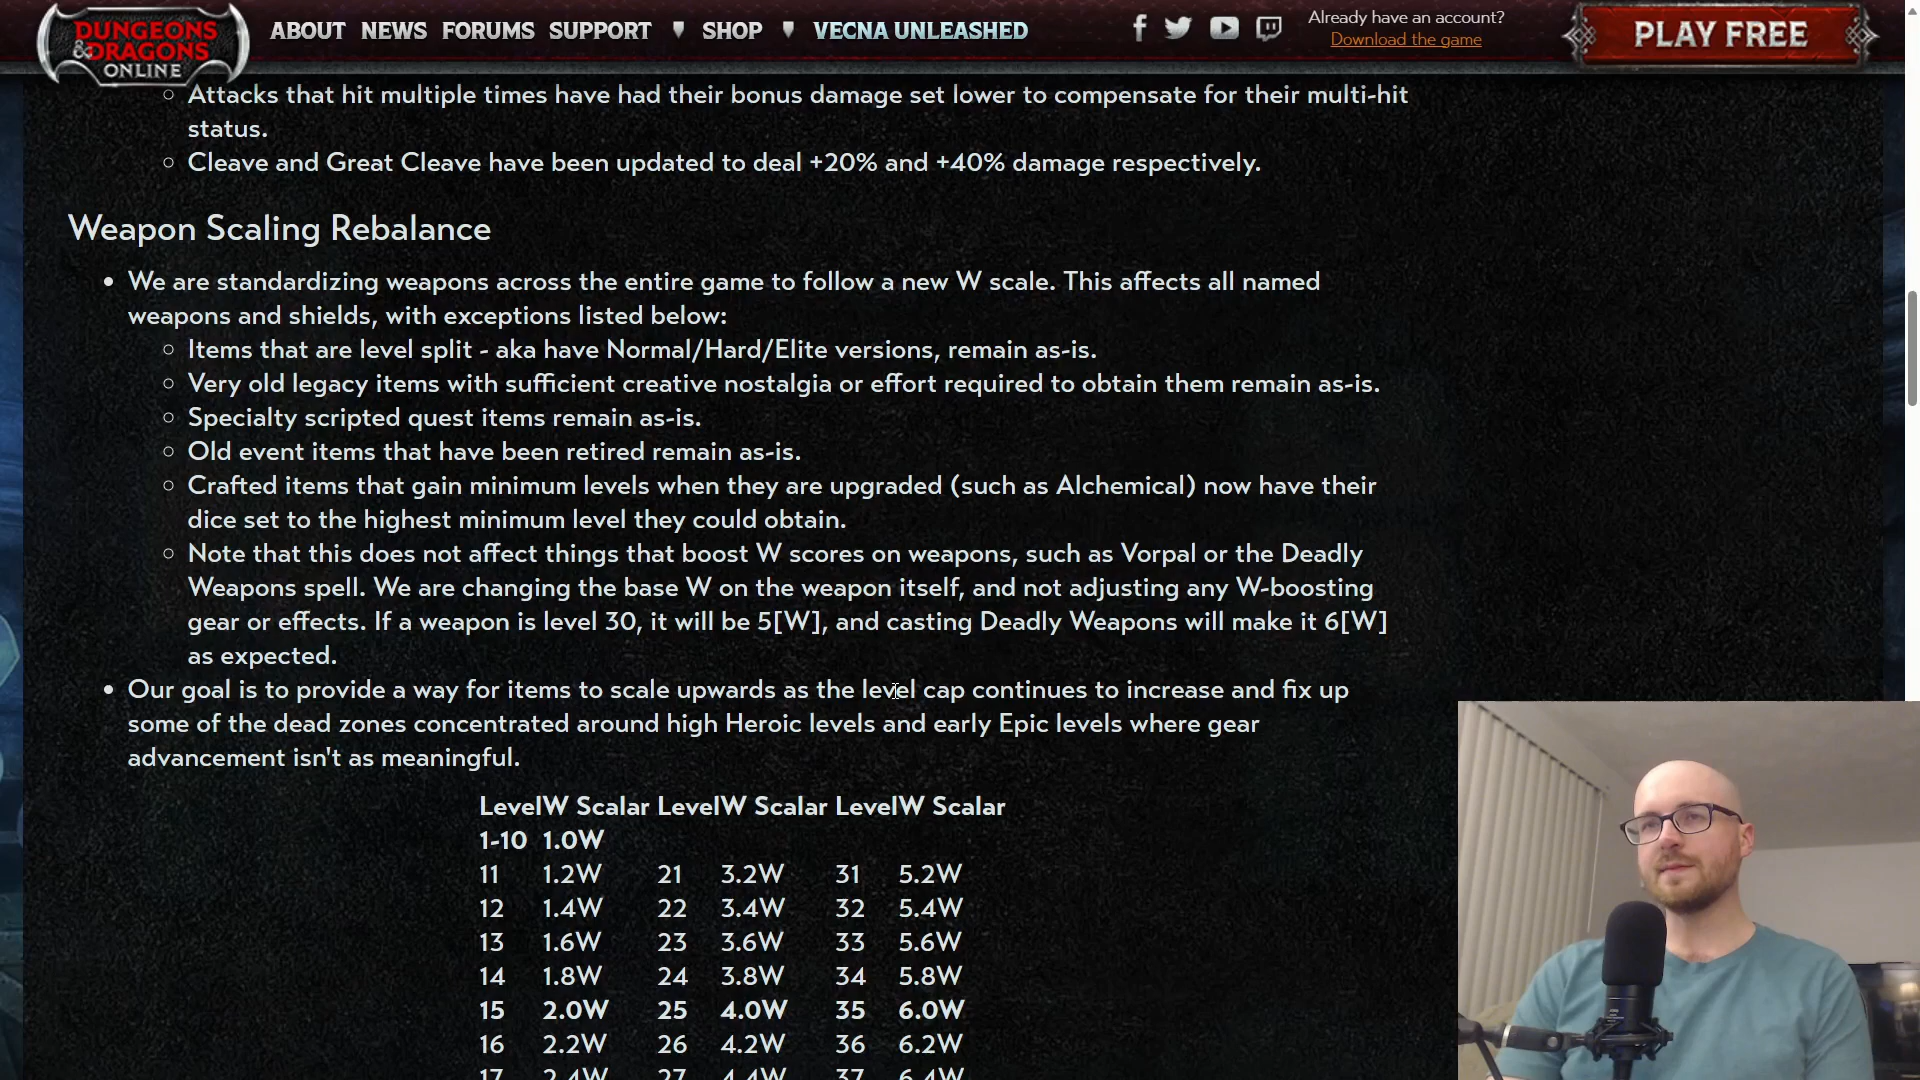 DUNGEONS
& DRAGONS
ONLINE
ABOUT NEWS FORUMS SUPPORT SHOP VECNA UNLEASHED
Already have an account?
Download the game
PLAY FREE
Attacks that hit multiple times have had their bonus damage set lower to compensate for their multi-hit
status.
Cleave and Great Cleave have been updated to deal +20% and +40% damage respectively.
Weapon Scaling Rebalance
We are standardizing weapons across the entire game to follow a new W scale. This affects all named
weapons and shields, with exceptions listed below:
Items that are level split - aka have Normal/Hard/Elite versions, remain as-is.
Very old legacy items with sufficient creative nostalgia or effort required to obtain them remain as-is.
Specialty scripted quest items remain as-is.
Old event items that have been retired remain as-is.
Crafted items that gain minimum levels when they are upgraded (such as Alchemical) now have their
dice set to the highest minimum level they could obtain.
Note that this does not affect things that boost W scores on weapons, such as Vorpal or the Deadly
Weapons spell. We are changing the base W on the weapon itself, and not adjusting any W-boosting
gear or effects. If a weapon is level 30, it will be 5[W], and casting Deadly Weapons will make it 6[W]
as expected.
Our goal is to provide a way for items to scale upwards as the level cap continues to increase and fix up
some of the dead zones concentrated around high Heroic levels and early Epic levels where gear
advancement isn't as meaningful.
LevelW Scalar LevelW Scalar LevelW Scalar
1-10 1.0W
11 1.2W 21 3.2W 31 5.2W
12 1.4W 22 3.4W 32 5.4W
13 1.6W 23 3.6W 33 5.6W
14 1.8W 24 3.8W 34 5.8W
15 2.0W 25 4.0W 35 6.0W
16 2.2W 26 4.2W 36 6.2W
17 2.4W 27 4.4W 37 6.4W